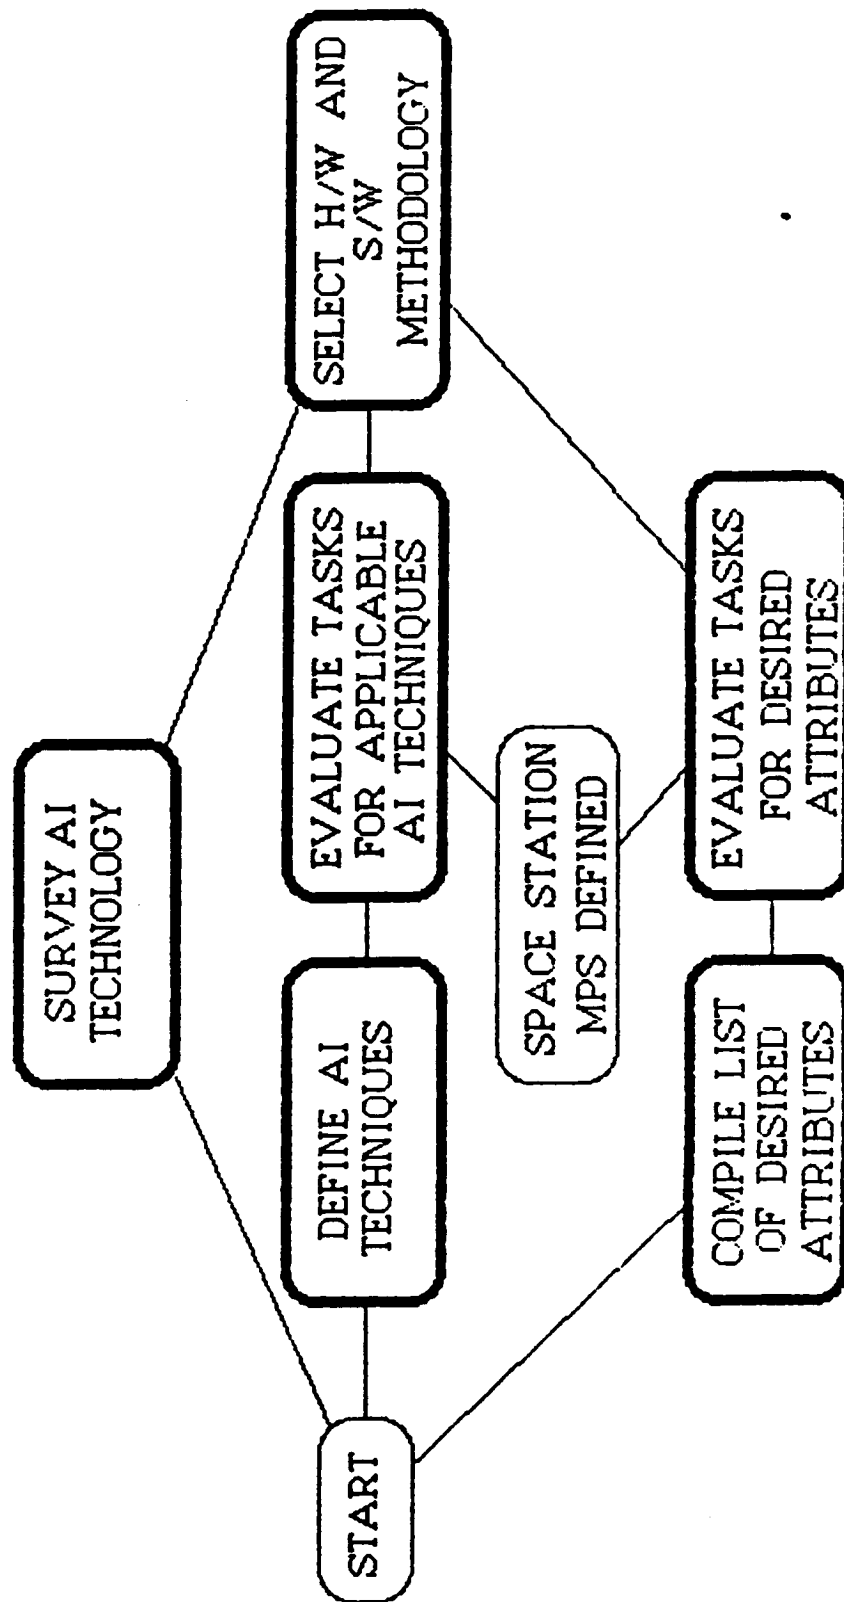 START
SURVEY AI
TECHNOLOGY
DEFINE AI
TECHNIQUES
EVALUATE TASKS
FOR APPLICABLE
AI TECHNIQUES
SELECT H/W AND
S/W
METHODOLOGY
SPACE STATION
MPS DEFINED
COMPILE LIST
OF DESIRED
ATTRIBUTES
EVALUATE TASKS
FOR DESIRED
ATTRIBUTES